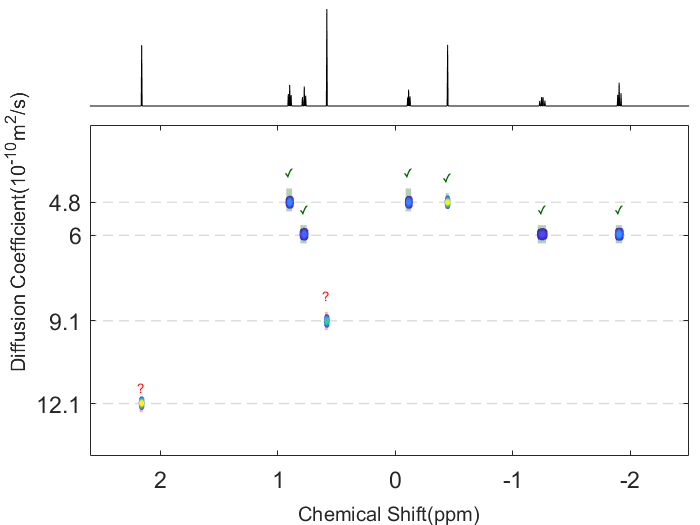 Diffusion Coefficient(10-10m2/s)
4.8
6
9.1
12.1
✓ ✓ ✓
✓ ✓ ✓
?
?
2 1 0 -1 -2
Chemical Shift(ppm)